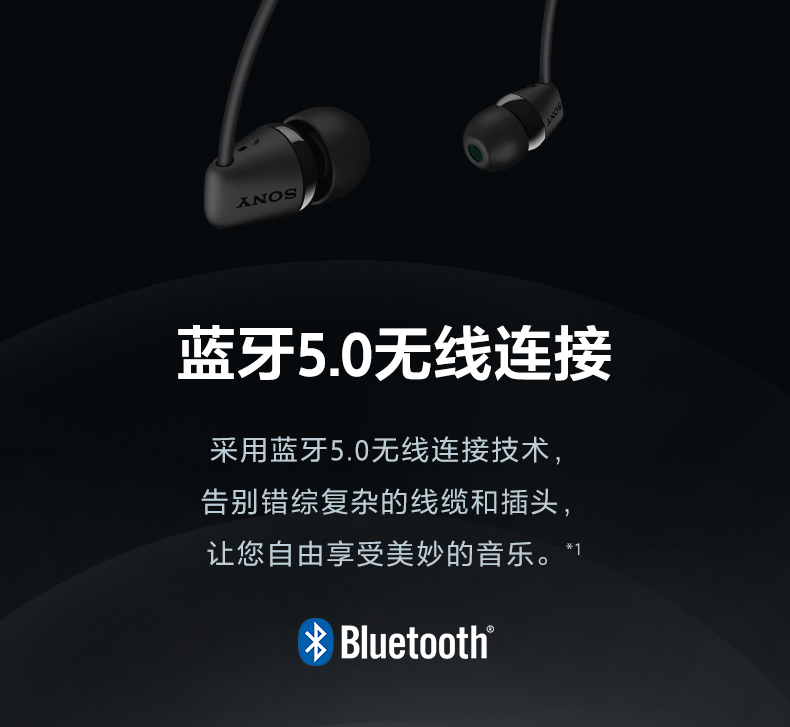 SONY
SONY
蓝牙5.0无线连接
采用蓝牙5.0无线连接技术，
告别错综复杂的线缆和插头，
让您自由享受美妙的音乐。*1
Bluetooth®